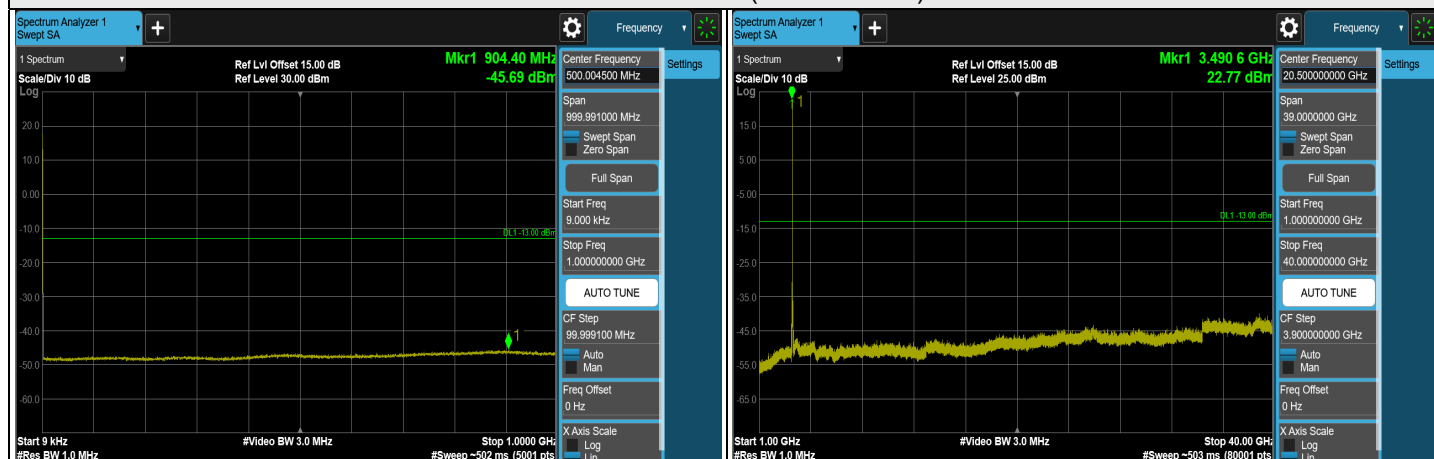 Spectrum Analyzer 1
Swept SA
+
Frequency
1 Spectrum
Scale/Div 10 dB
Log
Ref Lvl Offset 15.00 dB
Ref Level 30.00 dBm
Mkr1 904.40 MHz
-45.69 dBm
1
20.0
10.0
0.00
-10.0
-20.0
-30.0
-40.0
-50.0
-60.0
DL1 -13.00 dBm
Start 9 kHz
#Res BW 1.0 MHz
#Video BW 3.0 MHz
Stop 1.0000 GHz
#Sweep ~502 ms (5001 pts
Center Frequency
500.004500 MHz
Settings
Span
999.991000 MHz
Swept Span
Zero Span
Full Span
Start Freq
9.000 kHz
Stop Freq
1.000000000 GHz
AUTO TUNE
CF Step
99.999100 MHz
Auto
Man
Freq Offset
0 Hz
X Axis Scale
Log
Lin
Spectrum Analyzer 1
Swept SA
+
Frequency
1 Spectrum
Scale/Div 10 dB
Log
Ref Lvl Offset 15.00 dB
Ref Level 25.00 dBm
Mkr1 3.490 6 GHz
22.77 dBm
1
15.0
5.00
-5.00
-15.0
-25.0
-35.0
-45.0
-55.0
-65.0
DL1 -13.00 dBm
Start 1.00 GHz
#Res BW 1.0 MHz
#Video BW 3.0 MHz
Stop 40.00 GHz
#Sweep ~503 ms (80001 pts
Center Frequency
20.500000000 GHz
Settings
Span
39.0000000 GHz
Swept Span
Zero Span
Full Span
Start Freq
1.000000000 GHz
Stop Freq
40.000000000 GHz
AUTO TUNE
CF Step
3.900000000 GHz
Auto
Man
Freq Offset
0 Hz
X Axis Scale
Log
Lin